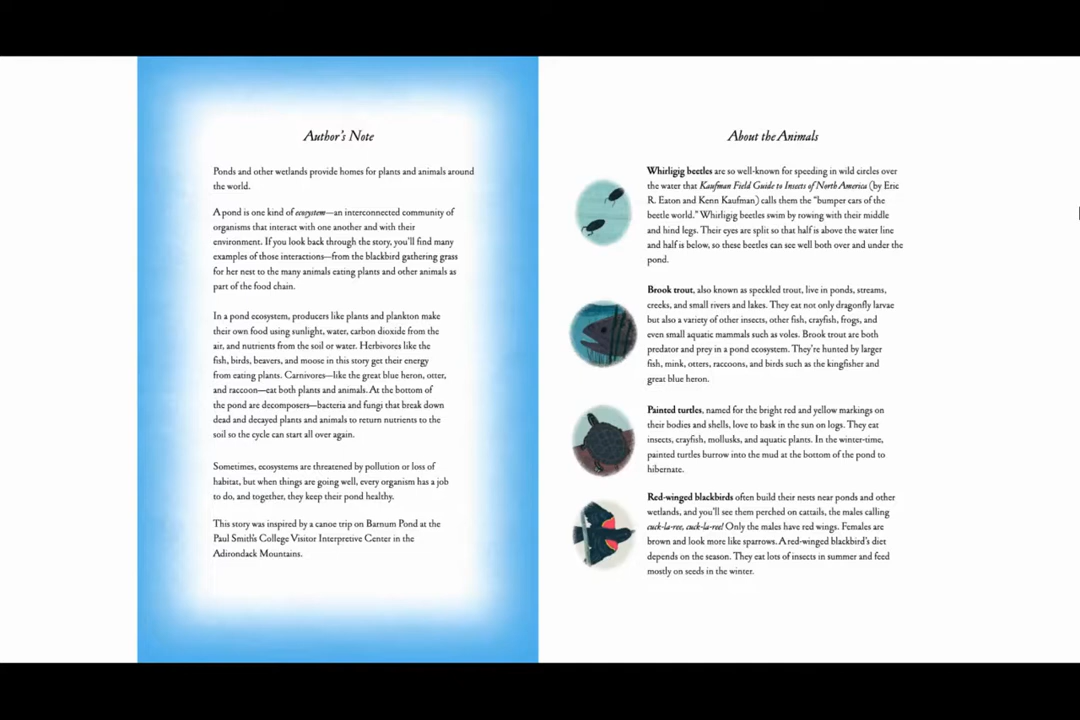 Author's Note
Ponds and other wetlands provide homes for plants and animals around
the world.
A pond is one kind of ecosystem—an interconnected community of
organisms that interact with one another and with their
environment. If you look back through the story, you'll find many
examples of those interactions—from the blackbird gathering grass
for her nest to the many animals eating plants and other animals as
part of the food chain.
In a pond ecosystem, producers like plants and plankton make
their own food using sunlight, water, carbon dioxide from the
air, and nutrients from the soil or water. Herbivores like the
fish, birds, beavers, and moose in this story get their energy
from eating plants. Carnivores—like the great blue heron, otter,
and raccoon—eat both plants and animals. At the bottom of
the pond are decomposers—bacteria and fungi that break down
dead and decayed plants and animals to return nutrients to the
soil so the cycle can start all over again.
Sometimes, ecosystems are threatened by pollution or loss of
habitat, but when things are going well, every organism has a job
to do, and together, they keep their pond healthy.
This story was inspired by a canoe trip on Barnum Pond at the
Paul Smith's College Visitor Interpretive Center in the
Adirondack Mountains.
About the Animals
Whirligig beetles are so well-known for speeding in wild circles over
the water that Kaufman Field Guide to Insects of North America (by Eric
R. Eaton and Kenn Kaufman) calls them the "bumper cars of the
beetle world." Whirligig beetles swim by rowing with their middle
and hind legs. Their eyes are split so that half is above the water line
and half is below, so these beetles can see well both over and under the
pond.
Brook trout, also known as speckled trout, live in ponds, streams,
creeks, and small rivers and lakes. They eat not only dragonfly larvae
but also a variety of other insects, other fish, crayfish, frogs, and
even small aquatic mammals such as voles. Brook trout are both
predator and prey in a pond ecosystem. They're hunted by larger
fish, mink, otters, raccoons, and birds such as the kingfisher and
great blue heron.
Painted turtles, named for the bright red and yellow markings on
their bodies and shells, love to bask in the sun on logs. They eat
insects, crayfish, mollusks, and aquatic plants. In the winter-time,
painted turtles burrow into the mud at the bottom of the pond to
hibernate.
Red-winged blackbirds often build their nests near ponds and other
wetlands, and you'll see them perched on cattails, the males calling
cuck-la-ree, cuck-la-ree! Only the males have red wings. Females are
brown and look more like sparrows. A red-winged blackbird's diet
depends on the season. They eat lots of insects in summer and feed
mostly on seeds in the winter.